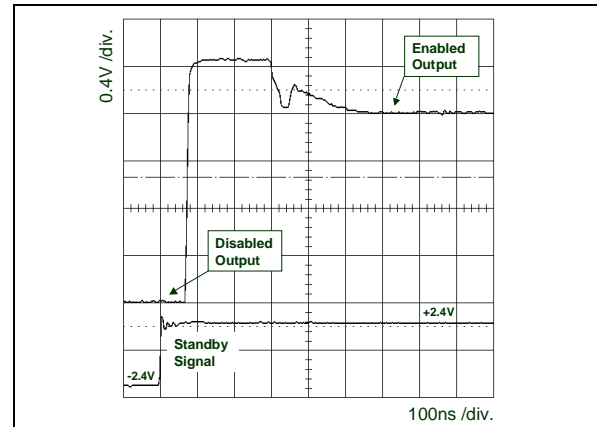 0.4V /div.
Enabled
Output
Disabled
Output
+2.4V
Standby
Signal
-2.4V
100ns /div.